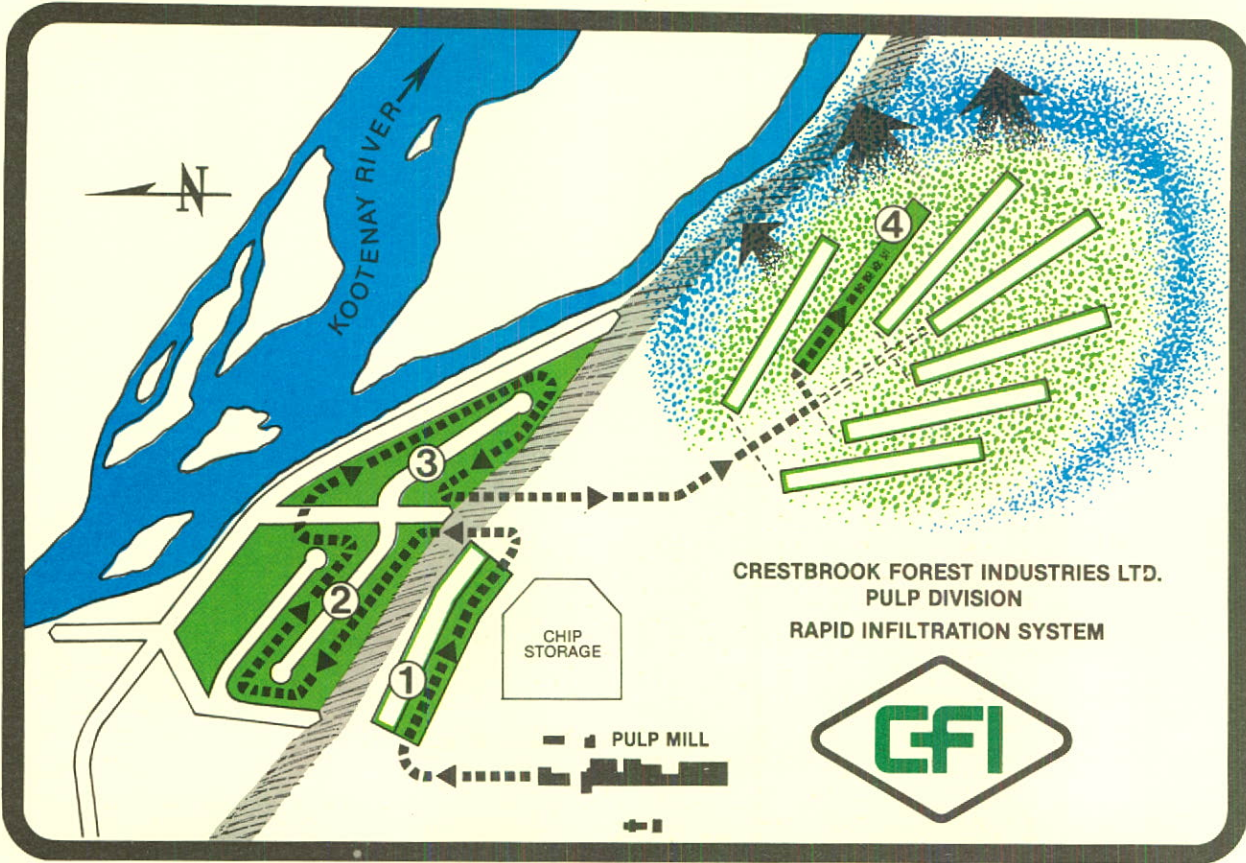 KOOTENAY RIVER
N
4
3
2
1
CHIP
STORAGE
PULP MILL
CRESTBROOK FOREST INDUSTRIES LTD.
PULP DIVISION
RAPID INFILTRATION SYSTEM
CFI